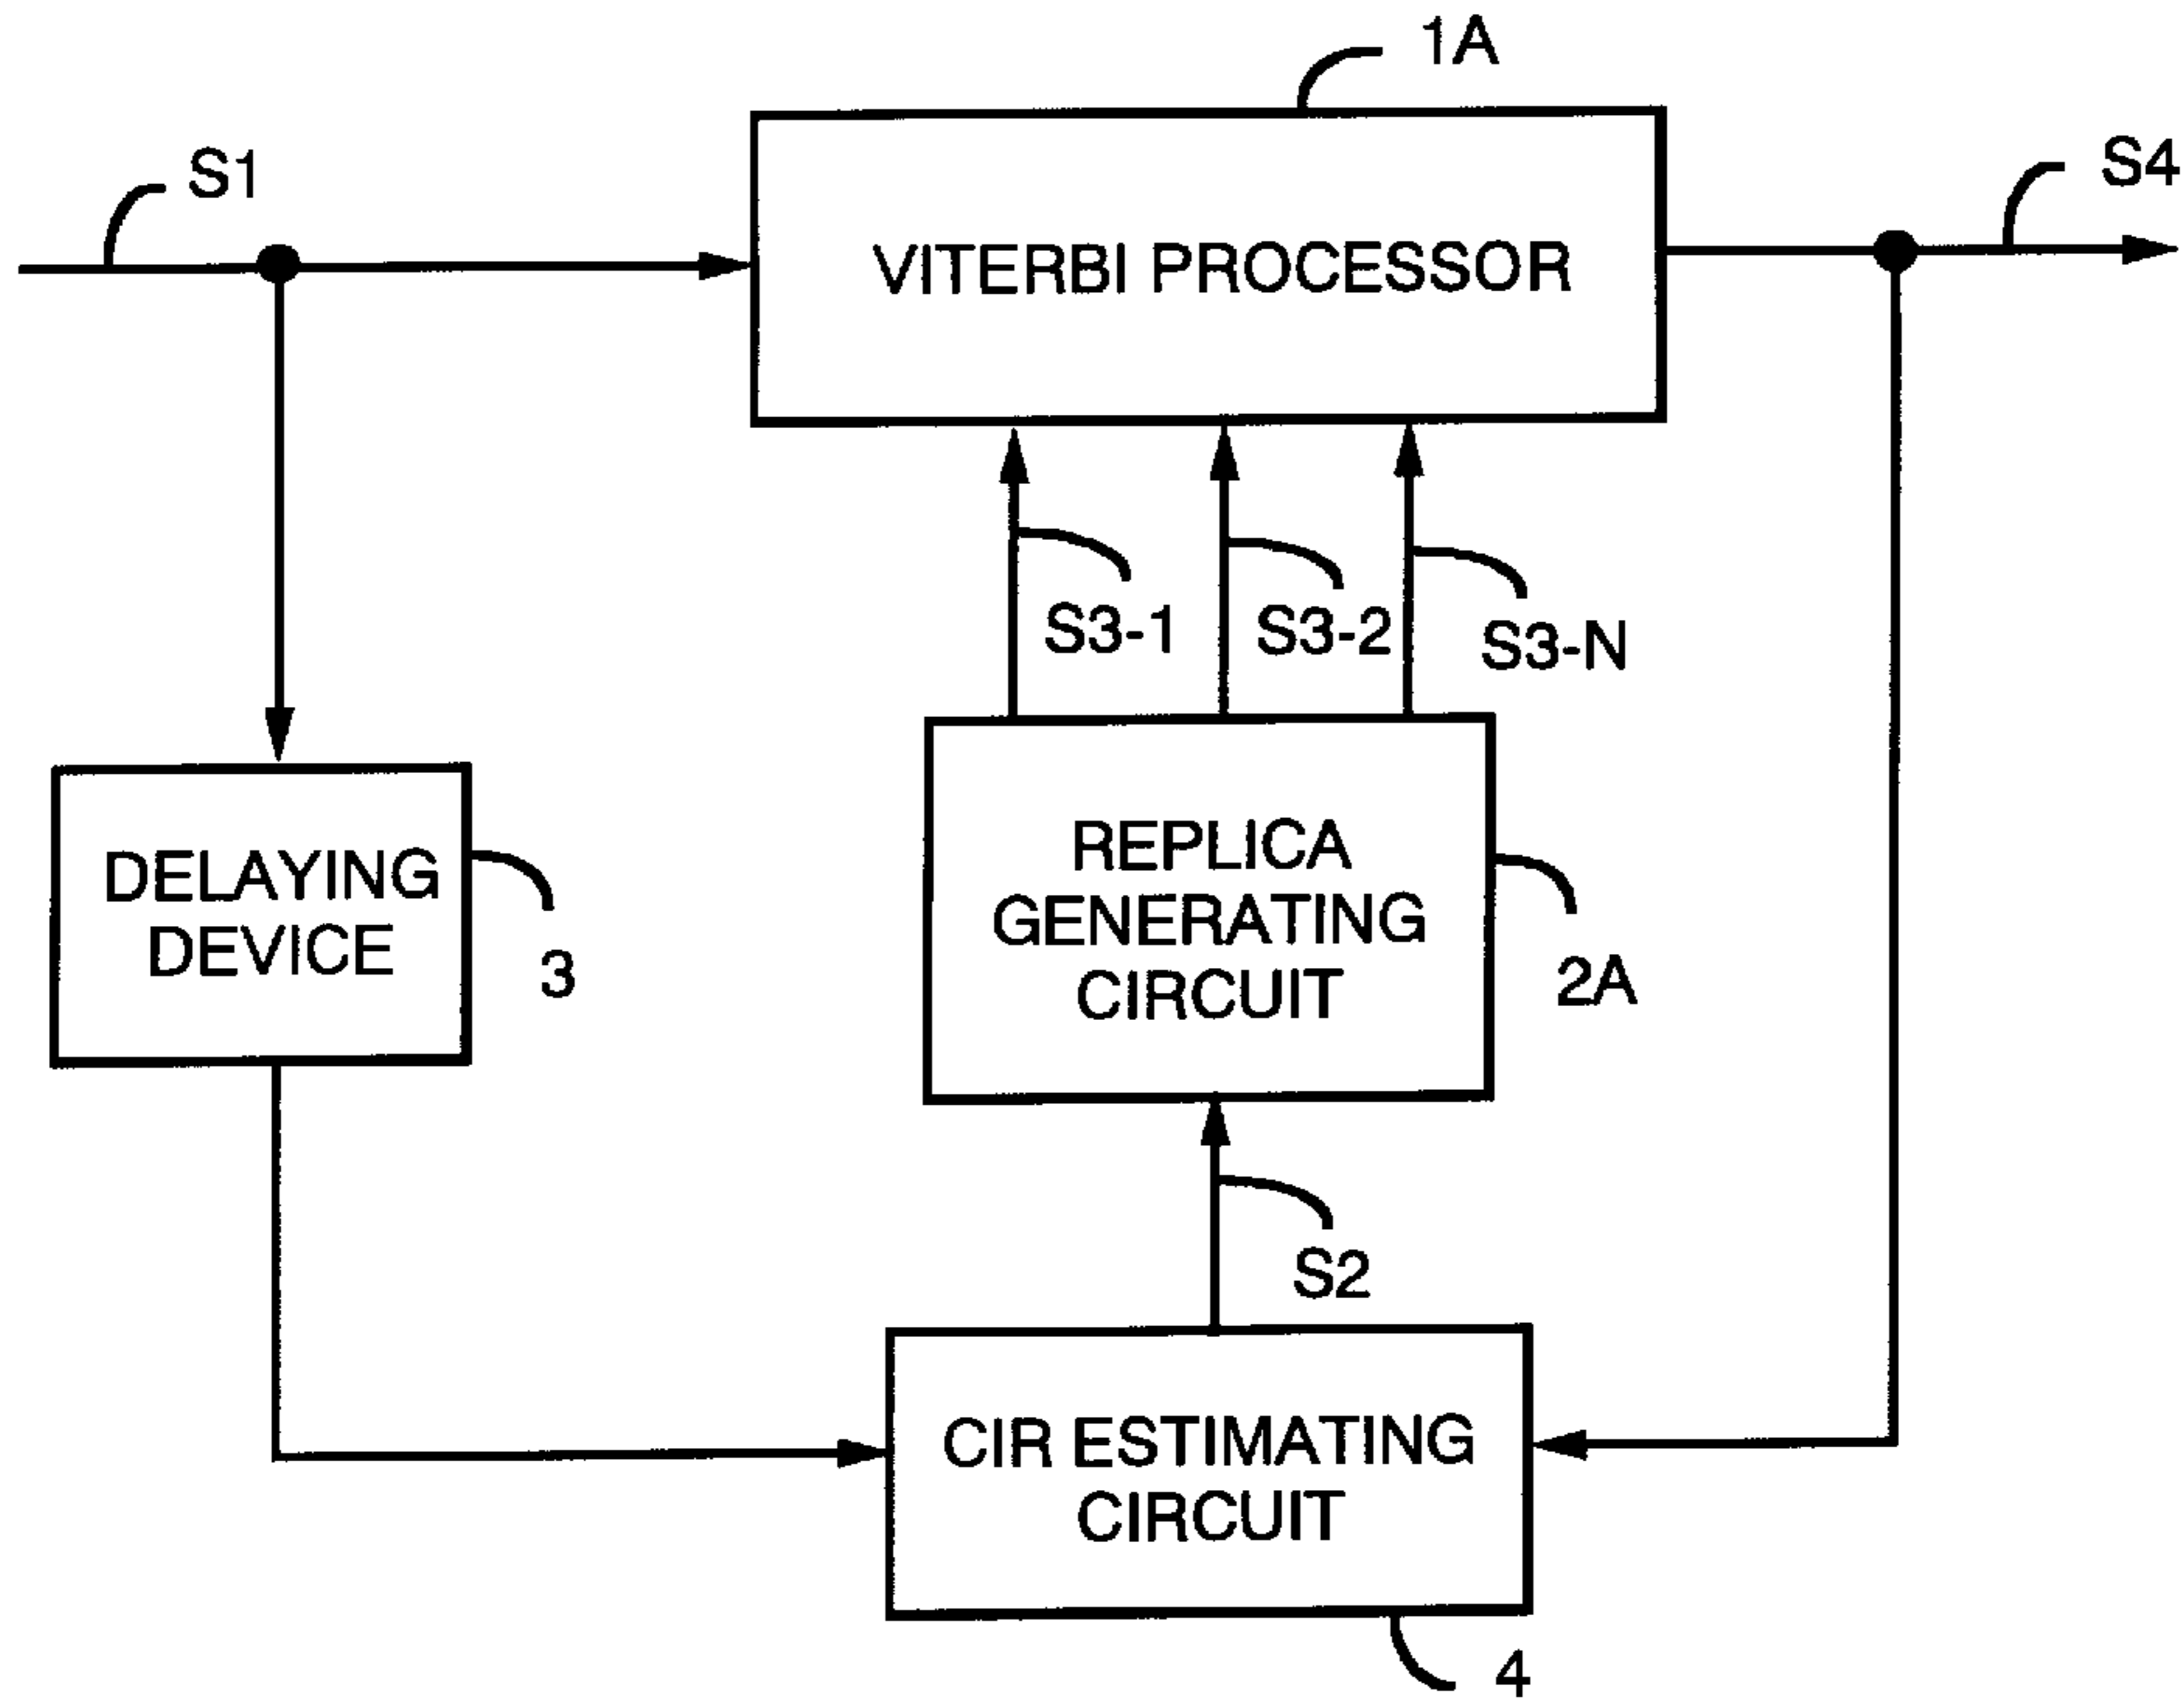 1A
S1
S4
VITERBI PROCESSOR
S3-1
S3-2
S3-N
DELAYING
DEVICE
3
REPLICA
GENERATING
CIRCUIT
2A
S2
CIR ESTIMATING
CIRCUIT
4